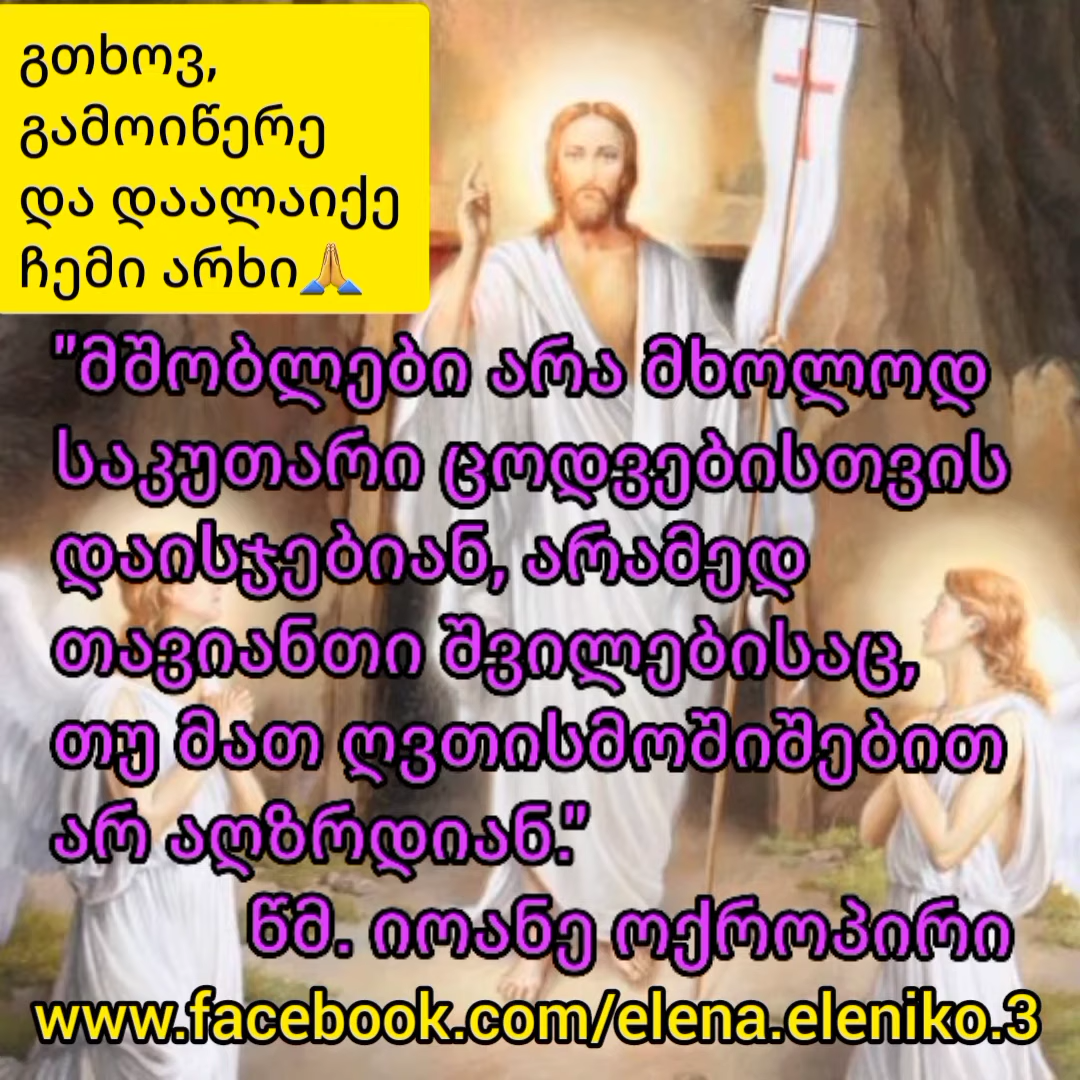 გთხოვ,
გამოიწერე
და დაალაიქე
ჩემი არხი🙏
"მშობლები არა მხოლოდ
საკუთარი ცოდვებისთვის
დაისჯებიან, არამედ
თავიანთი შვილებისაც,
თუ მათ ღვთისმოშიშებით
არ აღზრდიან."
წმ. იოანე ოქროპირი
www.facebook.com/elena.eleniko.3